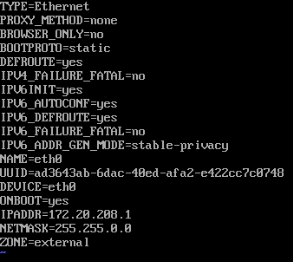 TYPE=Ethernet
PROXY_METHOD=none
BROWSER_ONLY=no
BOOTPROTO=static
DEFROUTE=yes
IPV4_FAILURE_FATAL=no
IPV6INIT=yes
IPV6_AUTOCONF=yes
IPV6_DEFROUTE=yes
IPV6_FAILURE_FATAL=no
IPV6_ADDR_GEN_MODE=stable-privacy
NAME=eth0
UUID=ad3643ab-6dac-40ed-afa2-e422cc7c0748
DEVICE=eth0
ONBOOT=yes
IPADDR=172.20.208.1
NETMASK=255.255.0.0
ZONE=external
~